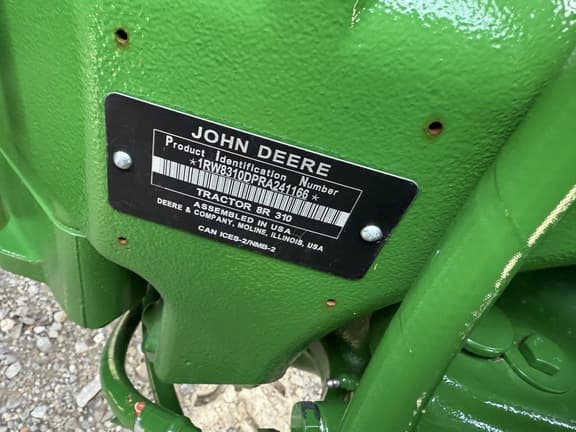 JOHN DEERE
Product Identification Number
*1RW8310DPRA241166*
TRACTOR 8R 310
ASSEMBLED IN USA
DEERE & COMPANY, MOLINE, ILLINOIS, USA
CAN ICES-2/NMB-2